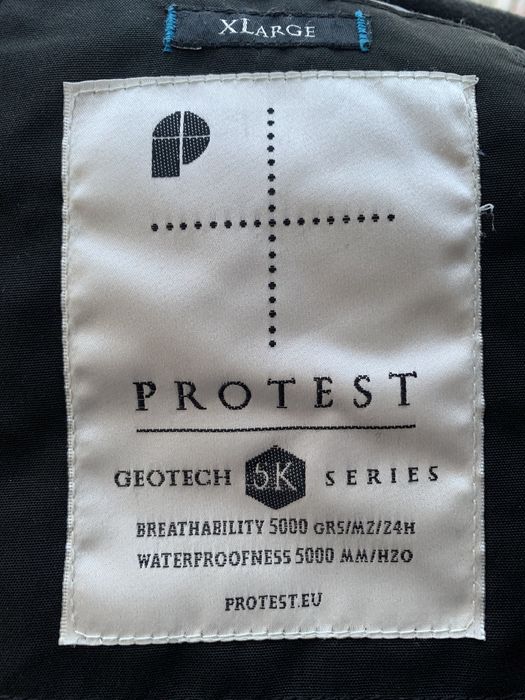 XLARGE
P
PROTEST
GEOTECH 5K SERIES
BREATHABILITY 5000 GRS/M2/24H
WATERPROOFNESS 5000 MM/H2O
PROTEST.EU